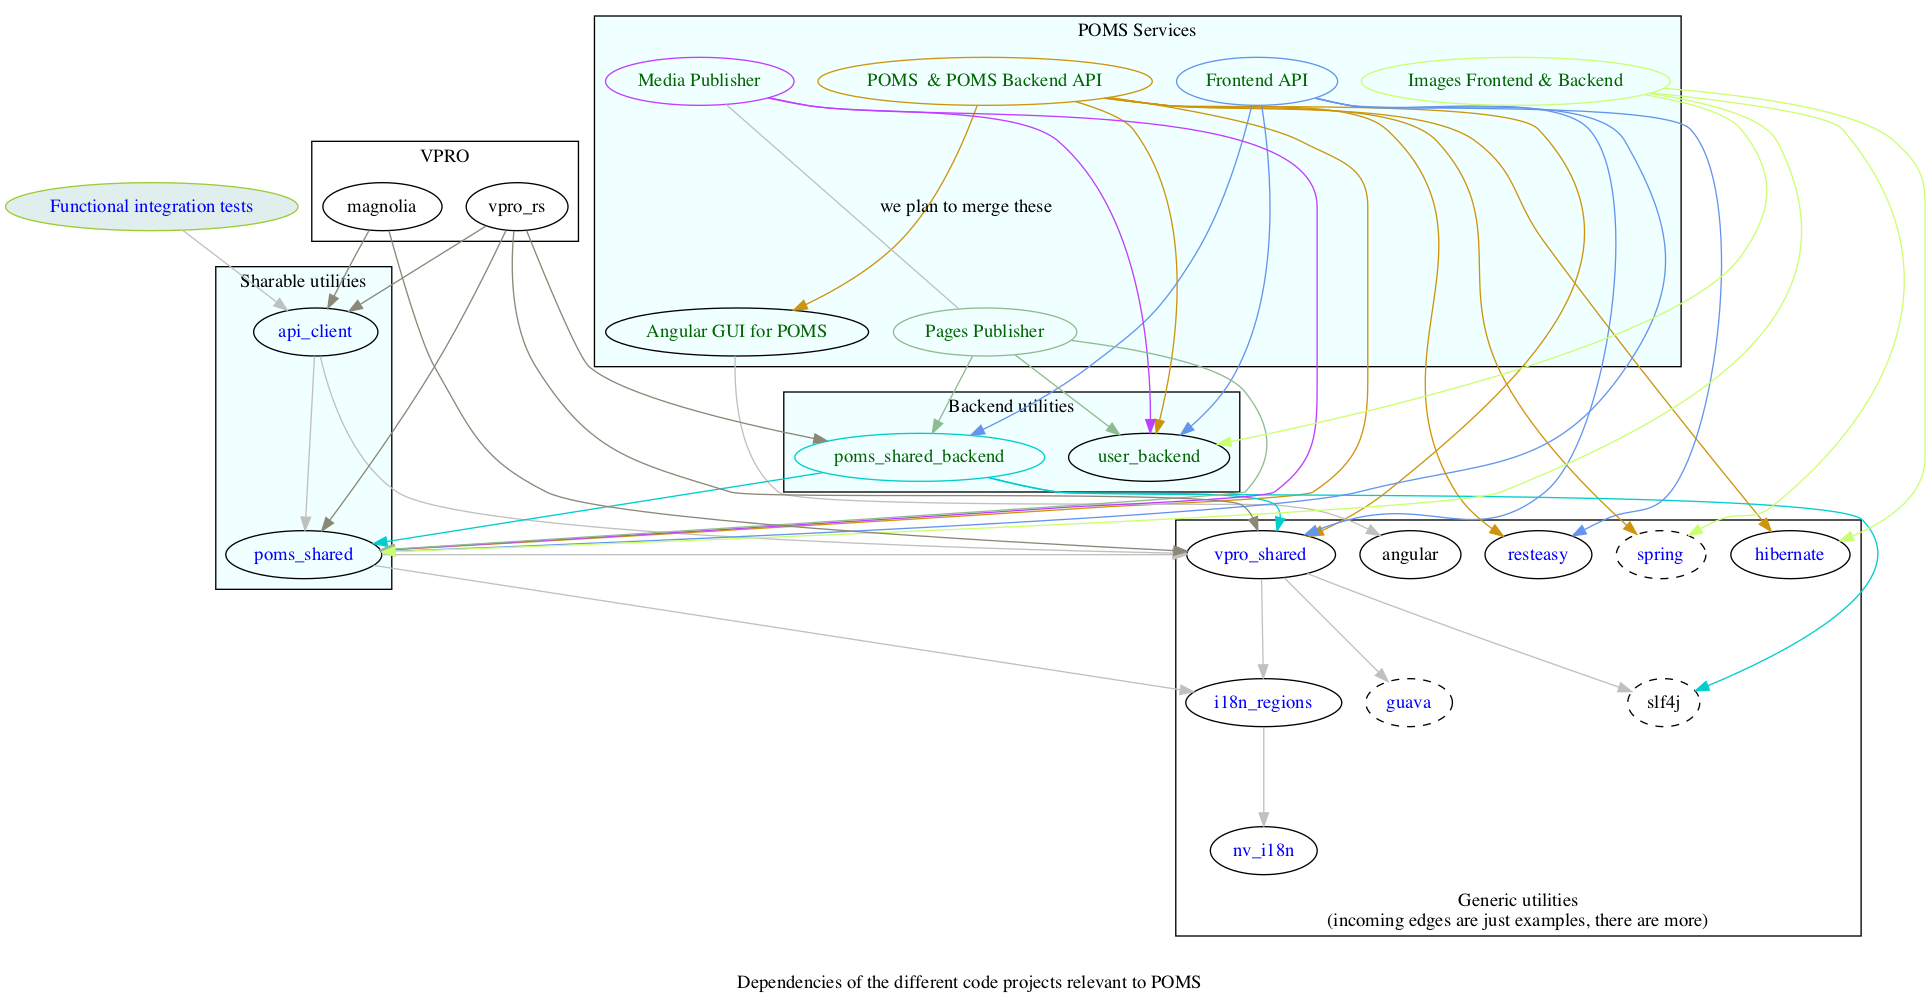 POMS Services
Media Publisher
POMS & POMS Backend API
Frontend API
Images Frontend & Backend
VPRO
Functional integration tests
magnolia
vpro_rs
we plan to merge these
Sharable utilities
api_client
Angular GUI for POMS
Pages Publisher
Backend utilities
poms_shared_backend
user_backend
poms_shared
vpro_shared
angular
resteasy
spring
hibernate
i18n_regions
guava
slf4j
nv_i18n
Generic utilities
(incoming edges are just examples, there are more)
Dependencies of the different code projects relevant to POMS